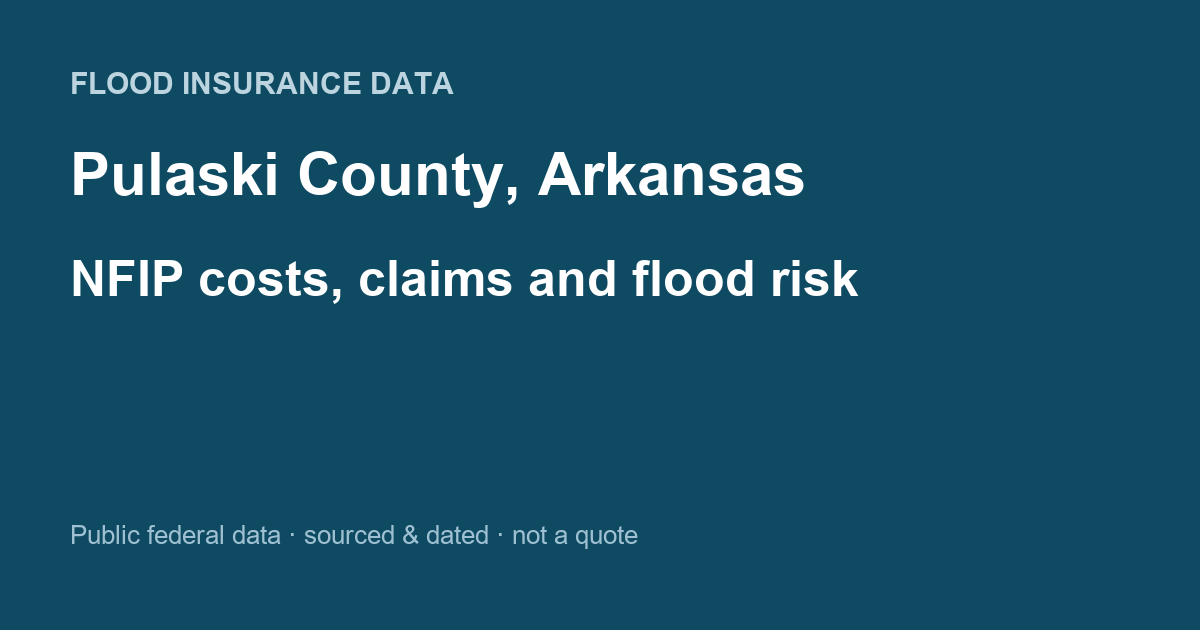 FLOOD INSURANCE DATA
Pulaski County, Arkansas
NFIP costs, claims and flood risk
Public federal data · sourced & dated · not a quote